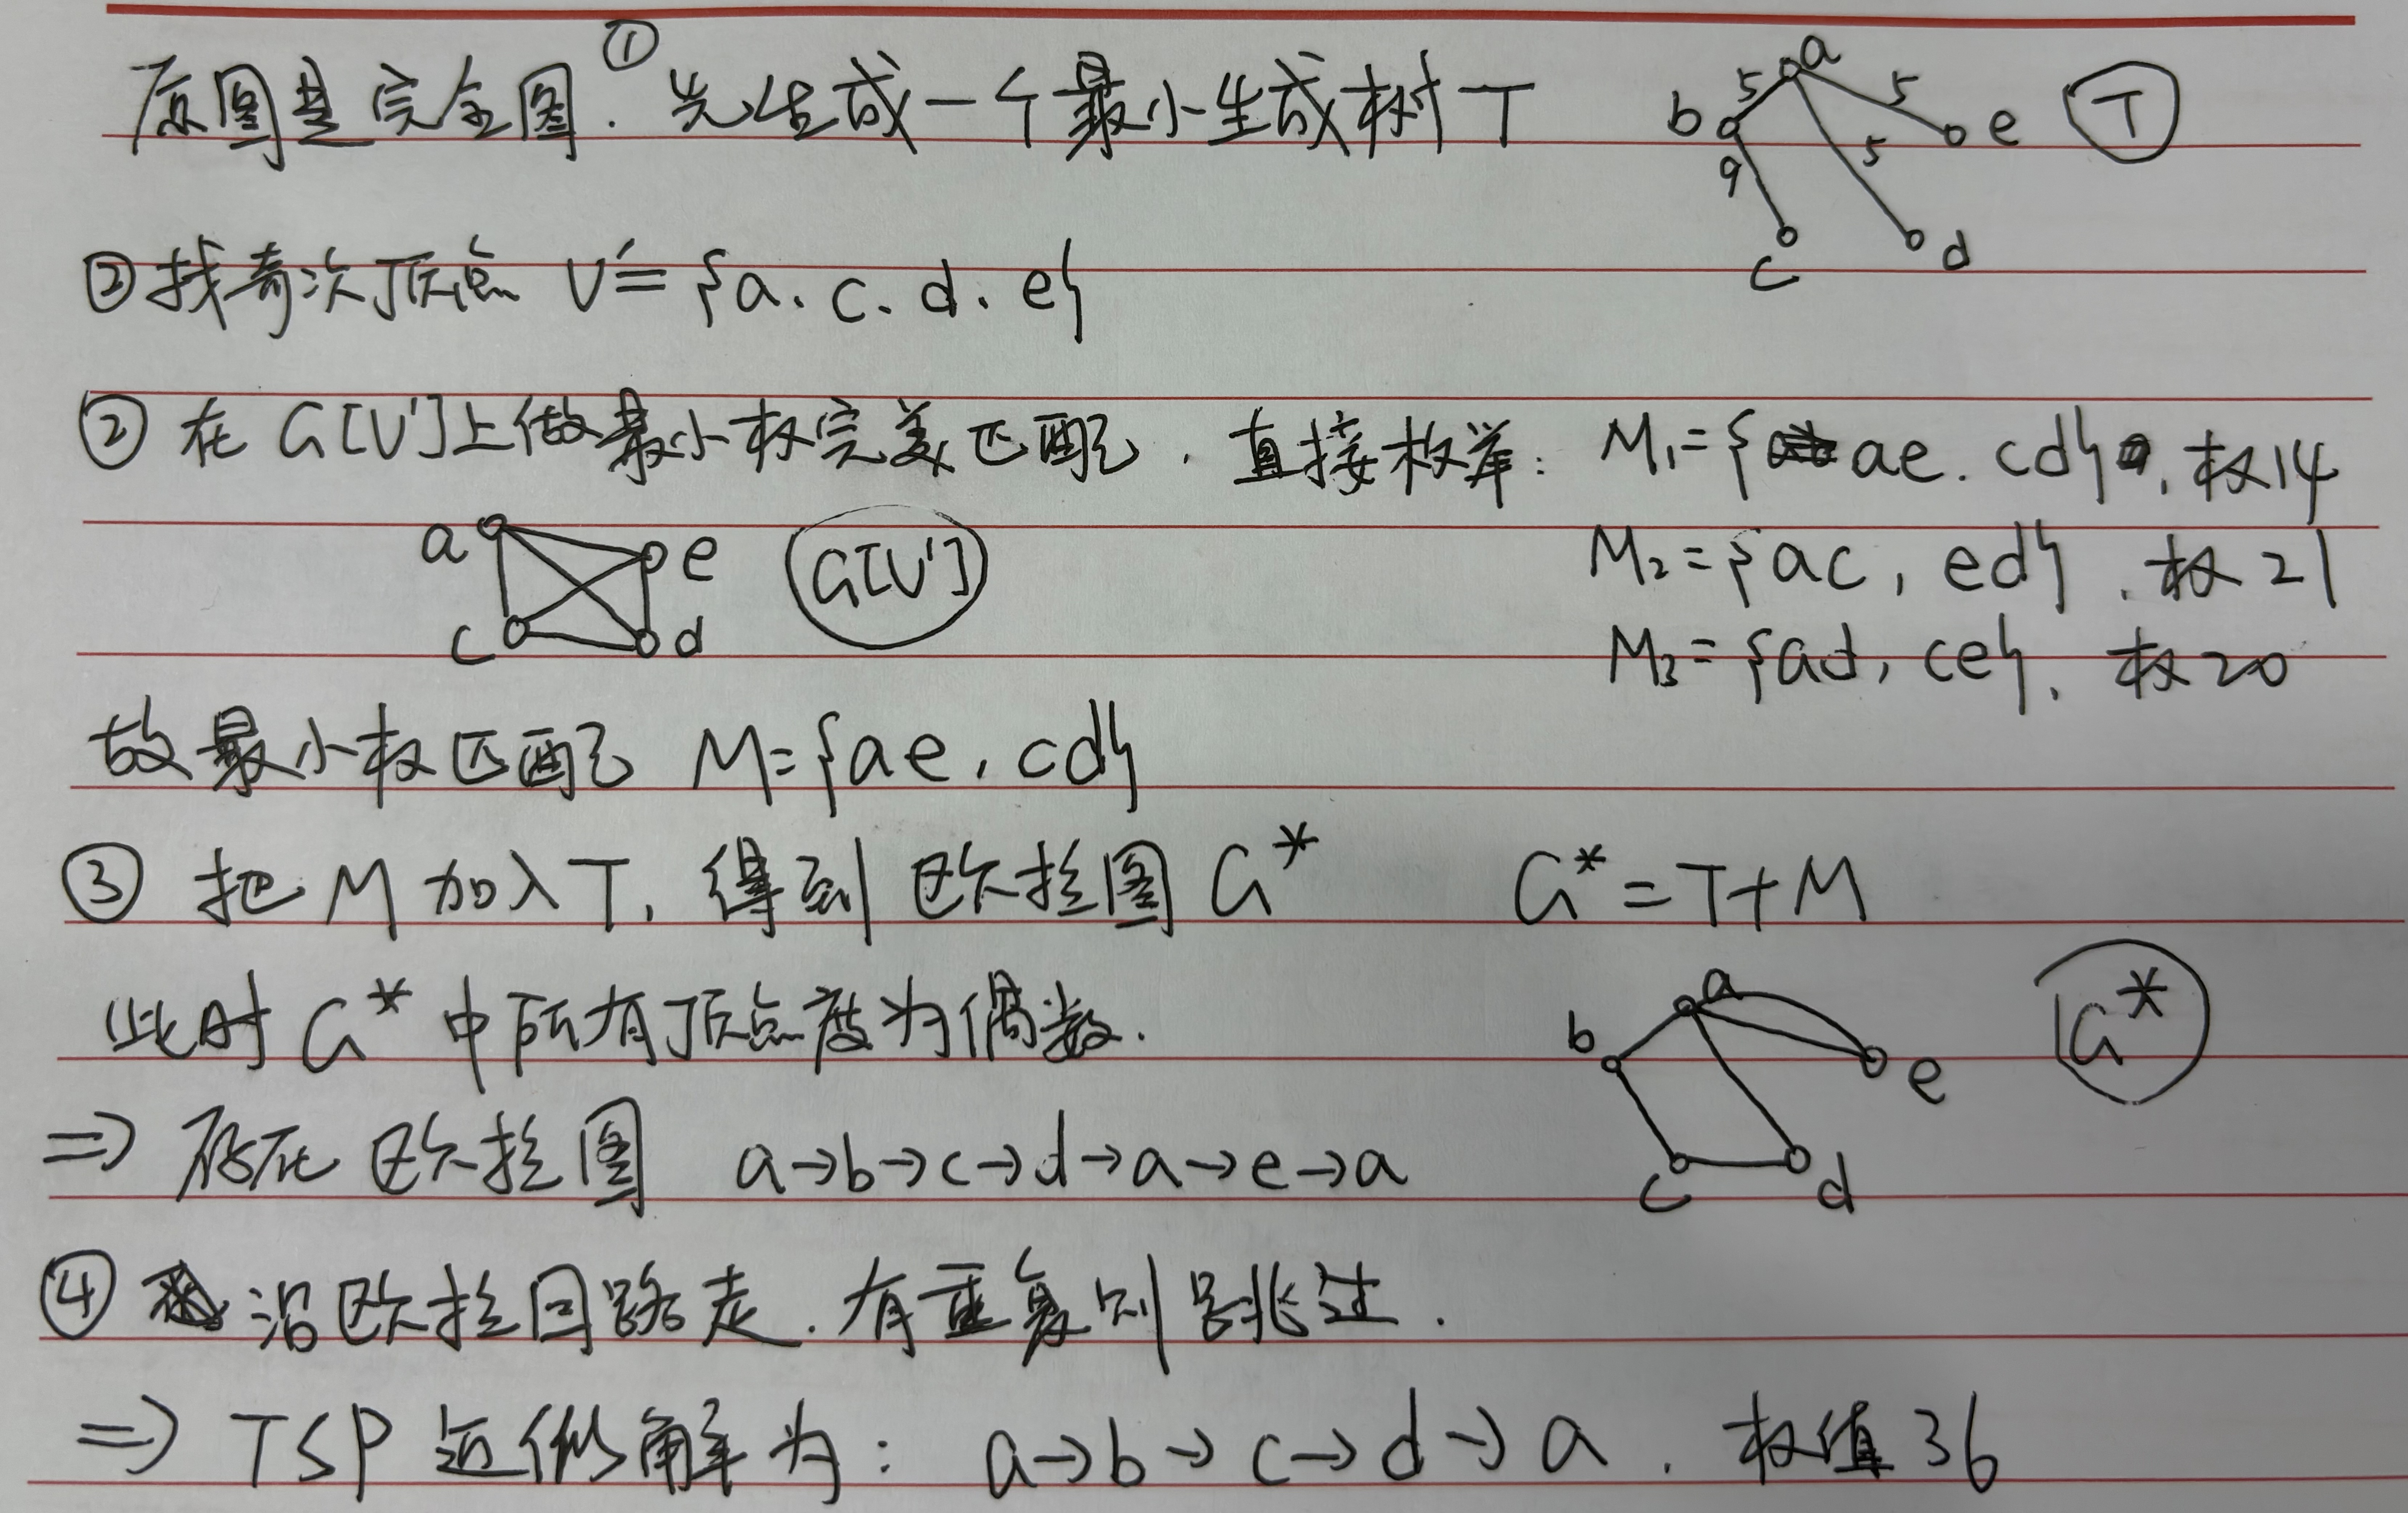 原图是完全图. ①先生成一个最小生成树T
a
5
5
b
e
T
9
5
c
d
②找奇次顶点 V'={a.c.d.e}
② 在G[V']上做最小权完美匹配. 直接枚举: M₁={ae.cd}, 权14
a
e
G[V']
c
d
M₂={ac, ed}, 权21
M₃={ad, ce}, 权20
故最小权匹配 M={ae, cd}
③ 把M加入T, 得到欧拉图G* G*=T+M
此时G*中所有顶点度为偶数.
a
b
e
G*
c
d
⇒ 存在欧拉图 a→b→c→d→a→e→a
④ 沿欧拉回路走.有重复则跳过.
⇒ TSP近似解为: a→b→c→d→a. 权值36